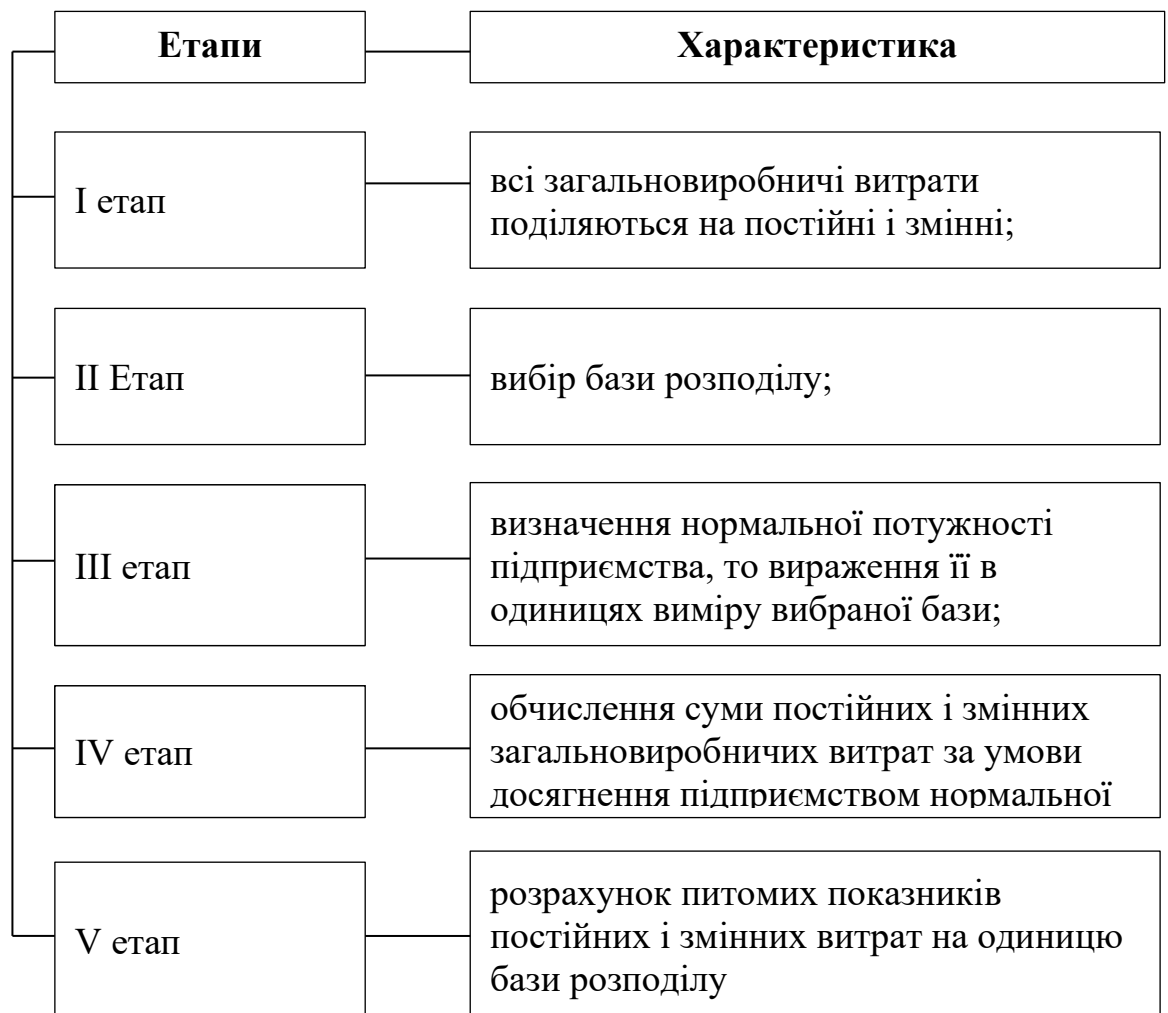 Етапи
Характеристика
І етап
всі загальновиробничі витрати
поділяються на постійні і змінні;
ІІ Етап
вибір бази розподілу;
ІІІ етап
визначення нормальної потужності
підприємства, то вираження її в
одиницях виміру вибраної бази;
IV етап
обчислення суми постійних і змінних
загальновиробничих витрат за умови
досягнення підприємством нормальної
V етап
розрахунок питомих показників
постійних і змінних витрат на одиницю
бази розподілу